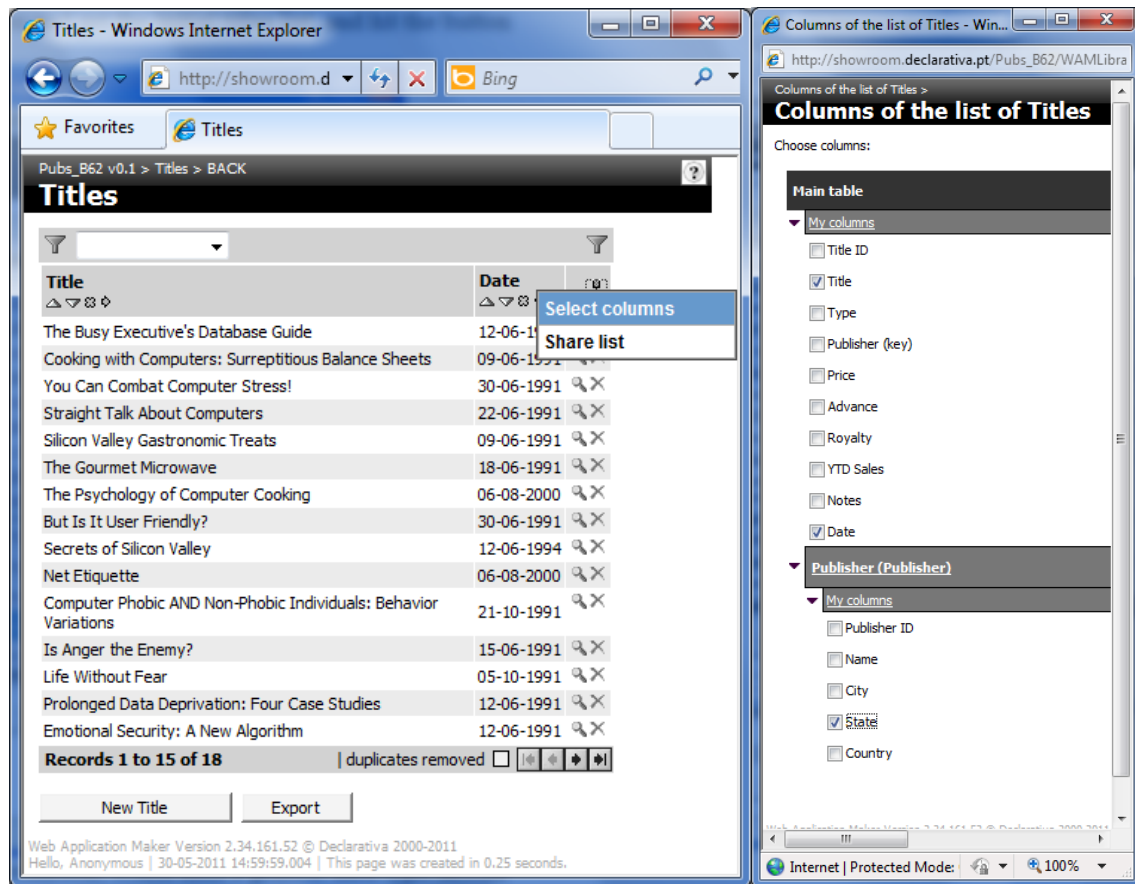 Titles - Windows Internet Explorer
http://showroom.d
Bing
Favorites
Titles
Pubs_B62 v0.1 > Titles > BACK
Titles
Title
Date
Select columns
Share list
The Busy Executive's Database Guide 12-06-1
Cooking with Computers: Surreptitious Balance Sheets 09-06-1991
You Can Combat Computer Stress! 30-06-1991
Straight Talk About Computers 22-06-1991
Silicon Valley Gastronomic Treats 09-06-1991
The Gourmet Microwave 18-06-1991
The Psychology of Computer Cooking 06-08-2000
But Is It User Friendly? 30-06-1991
Secrets of Silicon Valley 12-06-1994
Net Etiquette 06-08-2000
Computer Phobic AND Non-Phobic Individuals: Behavior
Variations 21-10-1991
Is Anger the Enemy? 15-06-1991
Life Without Fear 05-10-1991
Prolonged Data Deprivation: Four Case Studies 12-06-1991
Emotional Security: A New Algorithm 12-06-1991
Records 1 to 15 of 18 | duplicates removed
New Title Export
Web Application Maker Version 2.34.161.52 © Declarativa 2000-2011
Hello, Anonymous | 30-05-2011 14:59:59.004 | This page was created in 0.25 seconds.
Columns of the list of Titles - Win...
http://showroom.declarativa.pt/Pubs_B62/WAMLibra
Columns of the list of Titles >
Columns of the list of Titles
Choose columns:
Main table
My columns
Title ID
Title
Type
Publisher (key)
Price
Advance
Royalty
YTD Sales
Notes
Date
Publisher (Publisher)
My columns
Publisher ID
Name
City
State
Country
Internet | Protected Mode: 100%